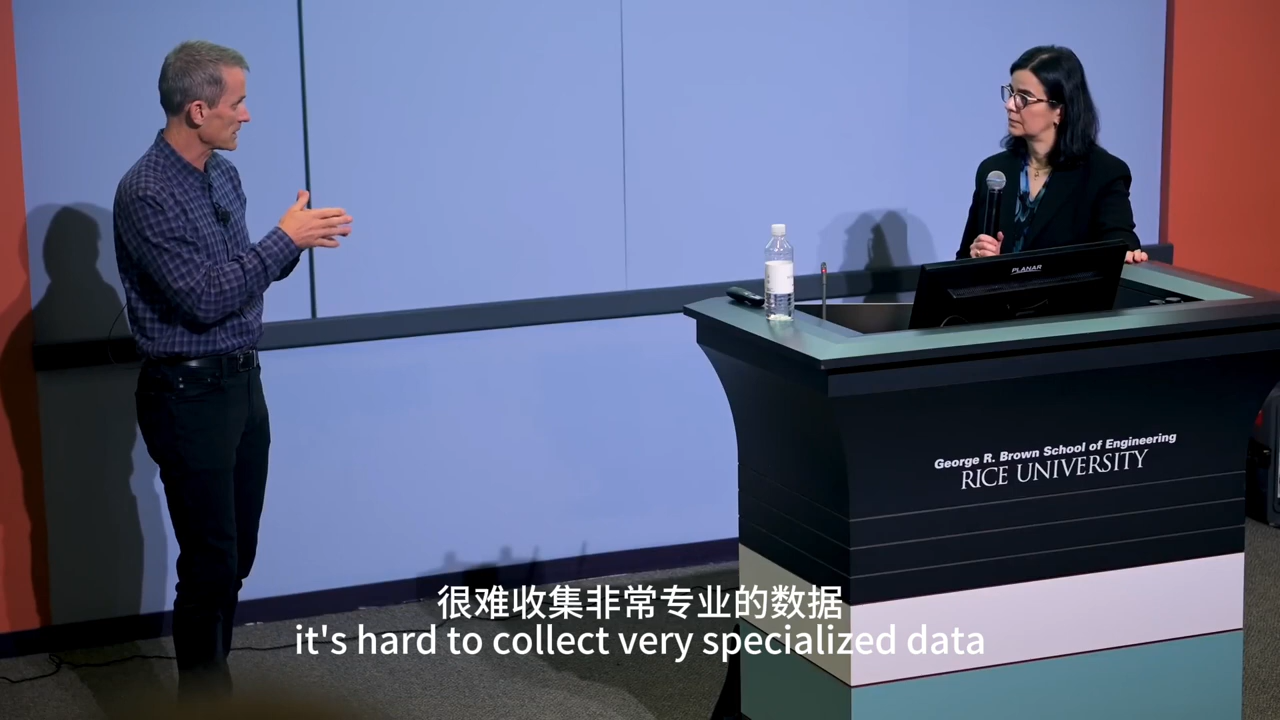 PLANAR
George R. Brown School of Engineering
RICE UNIVERSITY
很难收集非常专业的数据
it's hard to collect very specialized data